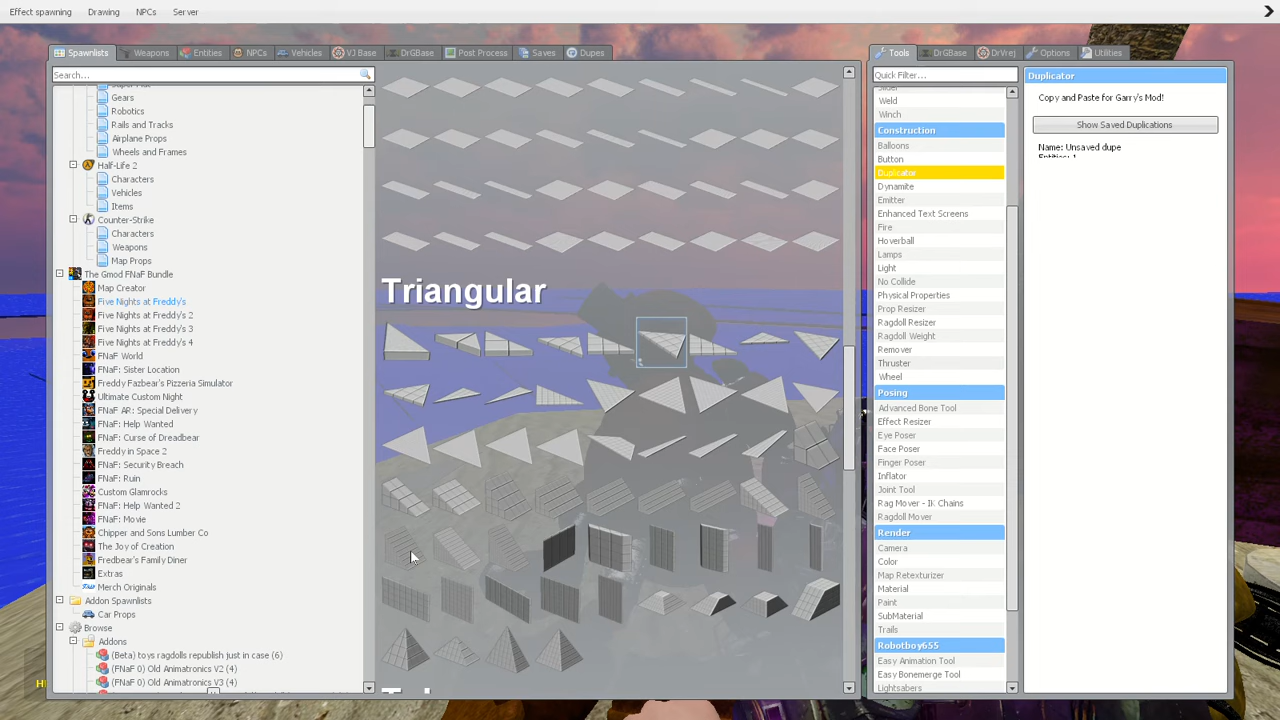 Effect spawning Drawing NPCs Server
Spawnlists Weapons Entities NPCs Vehicles VJ Base DrGBase Post Process Saves Dupes
Search...
Gears
Robotics
Rails and Tracks
Airplane Props
Wheels and Frames
Half-Life 2
Characters
Vehicles
Items
Counter-Strike
Characters
Weapons
Map Props
The Gmod FNaF Bundle
Map Creator
Five Nights at Freddy's
Five Nights at Freddy's 2
Five Nights at Freddy's 3
Five Nights at Freddy's 4
FNaF World
FNaF: Sister Location
Freddy Fazbear's Pizzeria Simulator
Ultimate Custom Night
FNaF AR: Special Delivery
FNaF: Help Wanted
FNaF: Curse of Dreadbear
Freddy in Space 2
FNaF: Security Breach
FNaF: Ruin
Custom Glamrocks
FNaF: Help Wanted 2
FNaF: Movie
Chipper and Sons Lumber Co
The Joy of Creation
Fredbear's Family Diner
Extras
Merch Originals
Addon Spawnlists
Car Props
Browse
Addons
(Beta) toys ragdolls republish just in case (6)
(FNaF 0) Old Animatronics V2 (4)
(FNaF 0) Old Animatronics V3 (4)
Triangular
Tools DrGBase DrVrej Options Utilities
Quick Filter...
Slider
Weld
Winch
Construction
Balloons
Button
Duplicator
Dynamite
Emitter
Enhanced Text Screens
Fire
Hoverball
Lamps
Light
No Collide
Physical Properties
Prop Resizer
Ragdoll Resizer
Ragdoll Weight
Remover
Thruster
Wheel
Posing
Advanced Bone Tool
Effect Resizer
Eye Poser
Face Poser
Finger Poser
Inflator
Joint Tool
Rag Mover - IK Chains
Ragdoll Mover
Render
Camera
Color
Map Retexturizer
Material
Paint
SubMaterial
Trails
Robotboy655
Easy Animation Tool
Easy Bonemerge Tool
Lightsabers
Duplicator
Copy and Paste for Garry's Mod!
Show Saved Duplications
Name: Unsaved dupe
Entities: 1